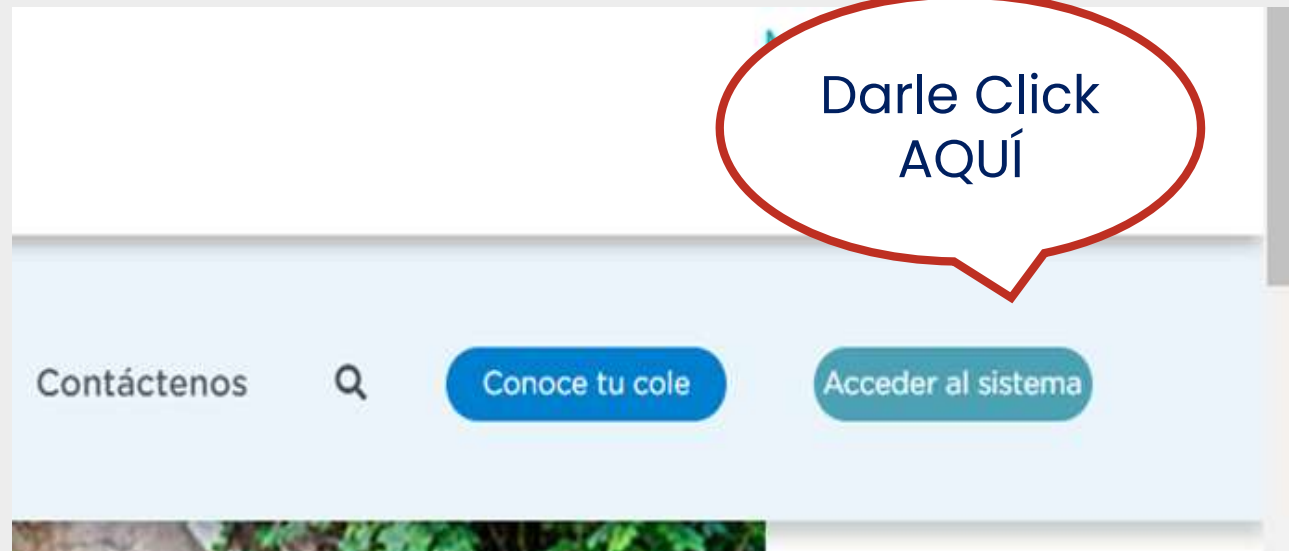 Darle Click
AQUÍ
Contáctenos
Conoce tu cole
Acceder al sistema